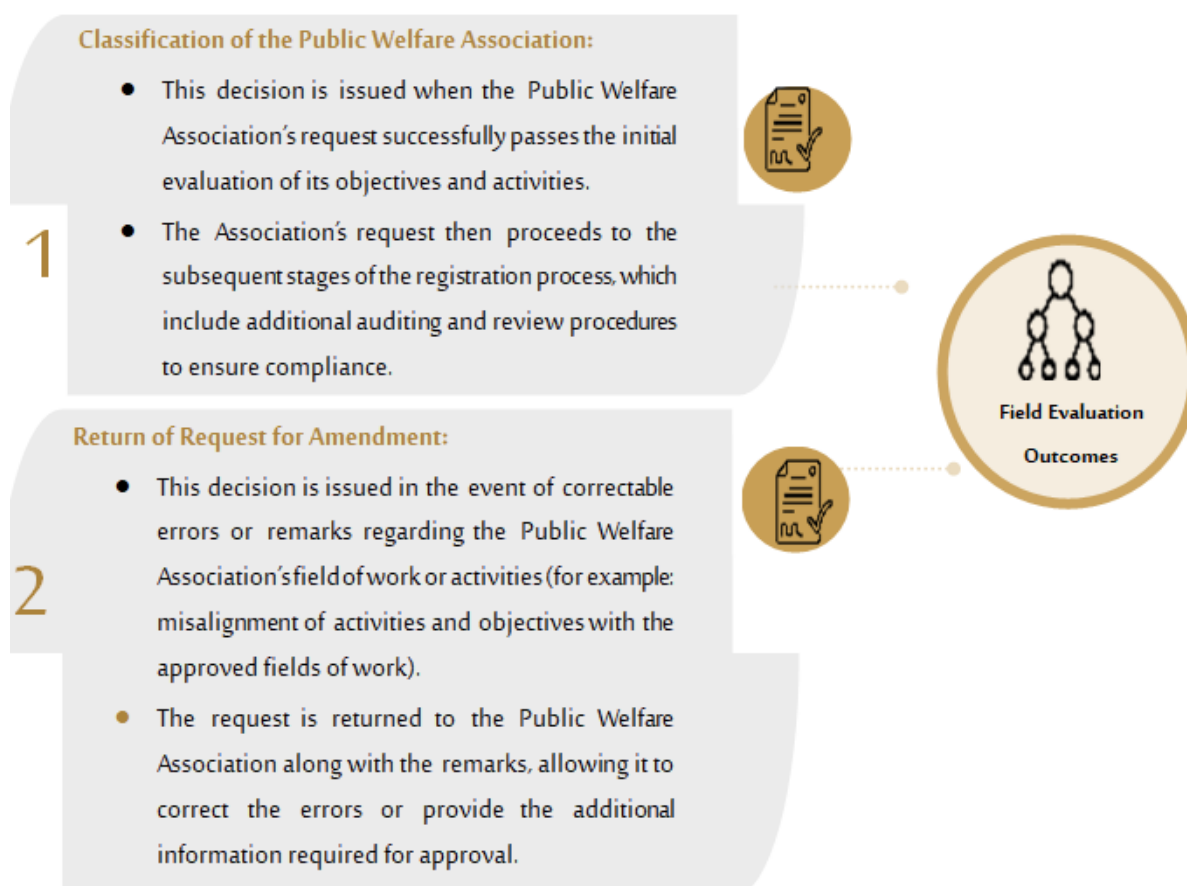 Classification of the Public Welfare Association:
● This decision is issued when the Public Welfare
Association's request successfully passes the initial
evaluation of its objectives and activities.
● The Association's request then proceeds to the
subsequent stages of the registration process, which
include additional auditing and review procedures
to ensure compliance.
1
Return of Request for Amendment:
● This decision is issued in the event of correctable
errors or remarks regarding the Public Welfare
Association's field of work or activities (for example:
misalignment of activities and objectives with the
approved fields of work).
● The request is returned to the Public Welfare
Association along with the remarks, allowing it to
correct the errors or provide the additional
information required for approval.
2
Field Evaluation
Outcomes